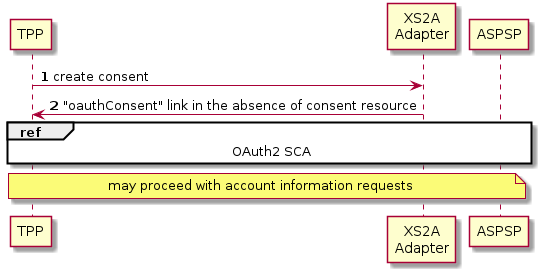 TPP
XS2A
Adapter
ASPSP
1 create consent
2 "oauthConsent" link in the absence of consent resource
ref
OAuth2 SCA
may proceed with account information requests
TPP
XS2A
Adapter
ASPSP